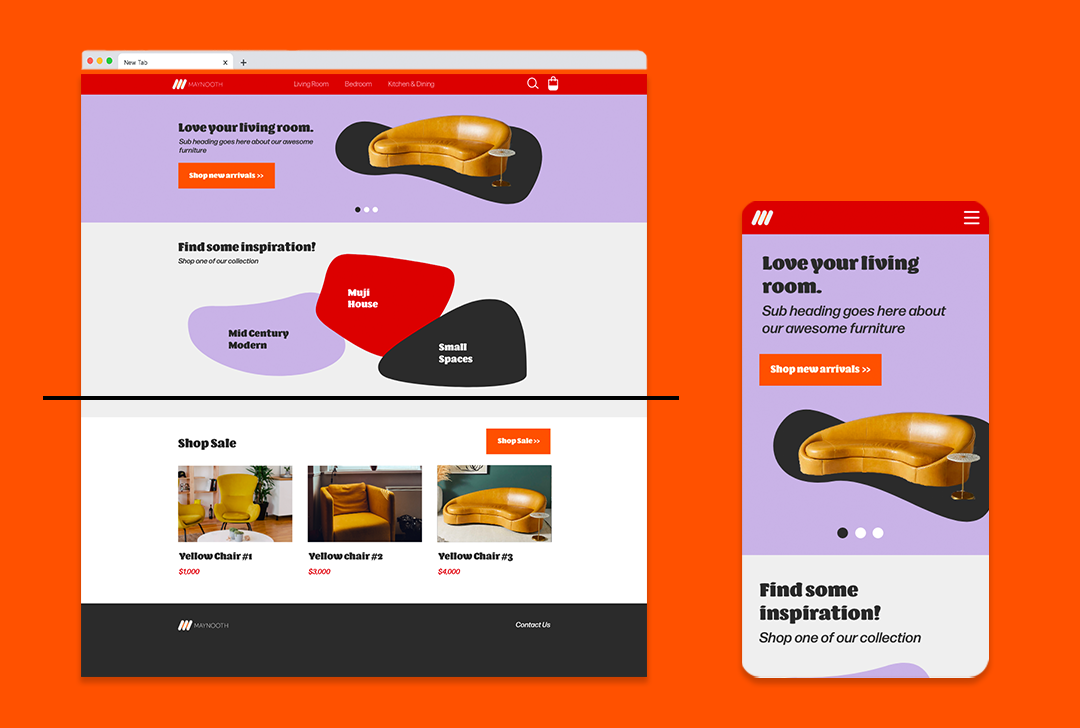 New Tab x +
MAYNOOTH Living Room Bedroom Kitchen & Dining
Love your living room.
Sub heading goes here about our awesome
furniture
Shop new arrivals >>
Find some inspiration!
Shop one of our collection
Muji
House
Mid Century
Modern
Small
Spaces
Shop Sale
Shop Sale >>
Yellow Chair #1
$1,000
Yellow chair #2
$3,000
Yellow Chair #3
$4,000
MAYNOOTH
Contact Us
Love your living
room.
Sub heading goes here about
our awesome furniture
Shop new arrivals >>
Find some
inspiration!
Shop one of our collection